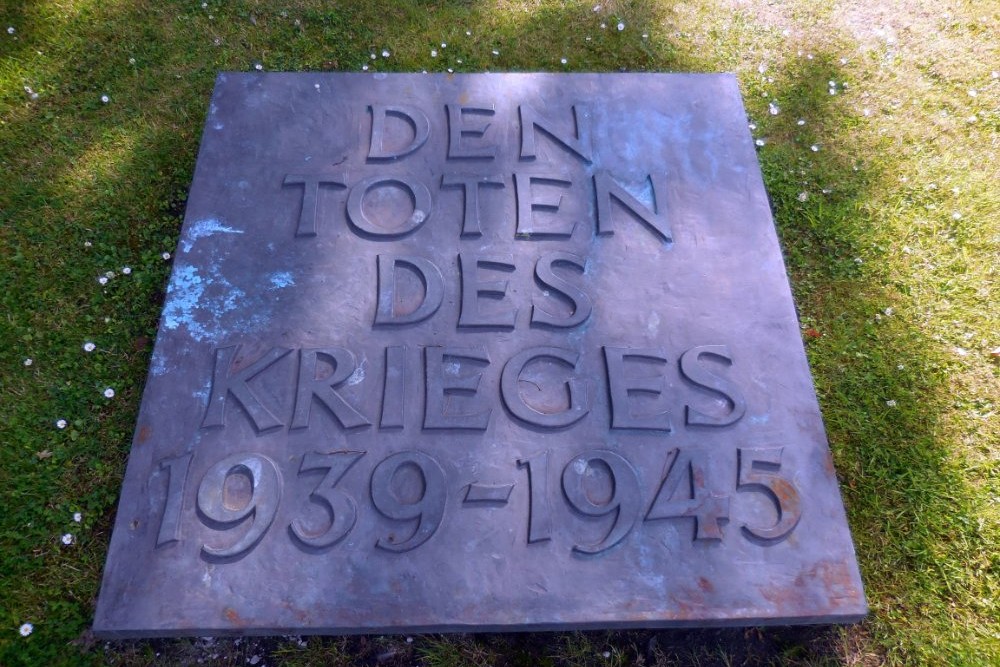 DEN
TOTEN
DES
KRIEGES
1939-1945